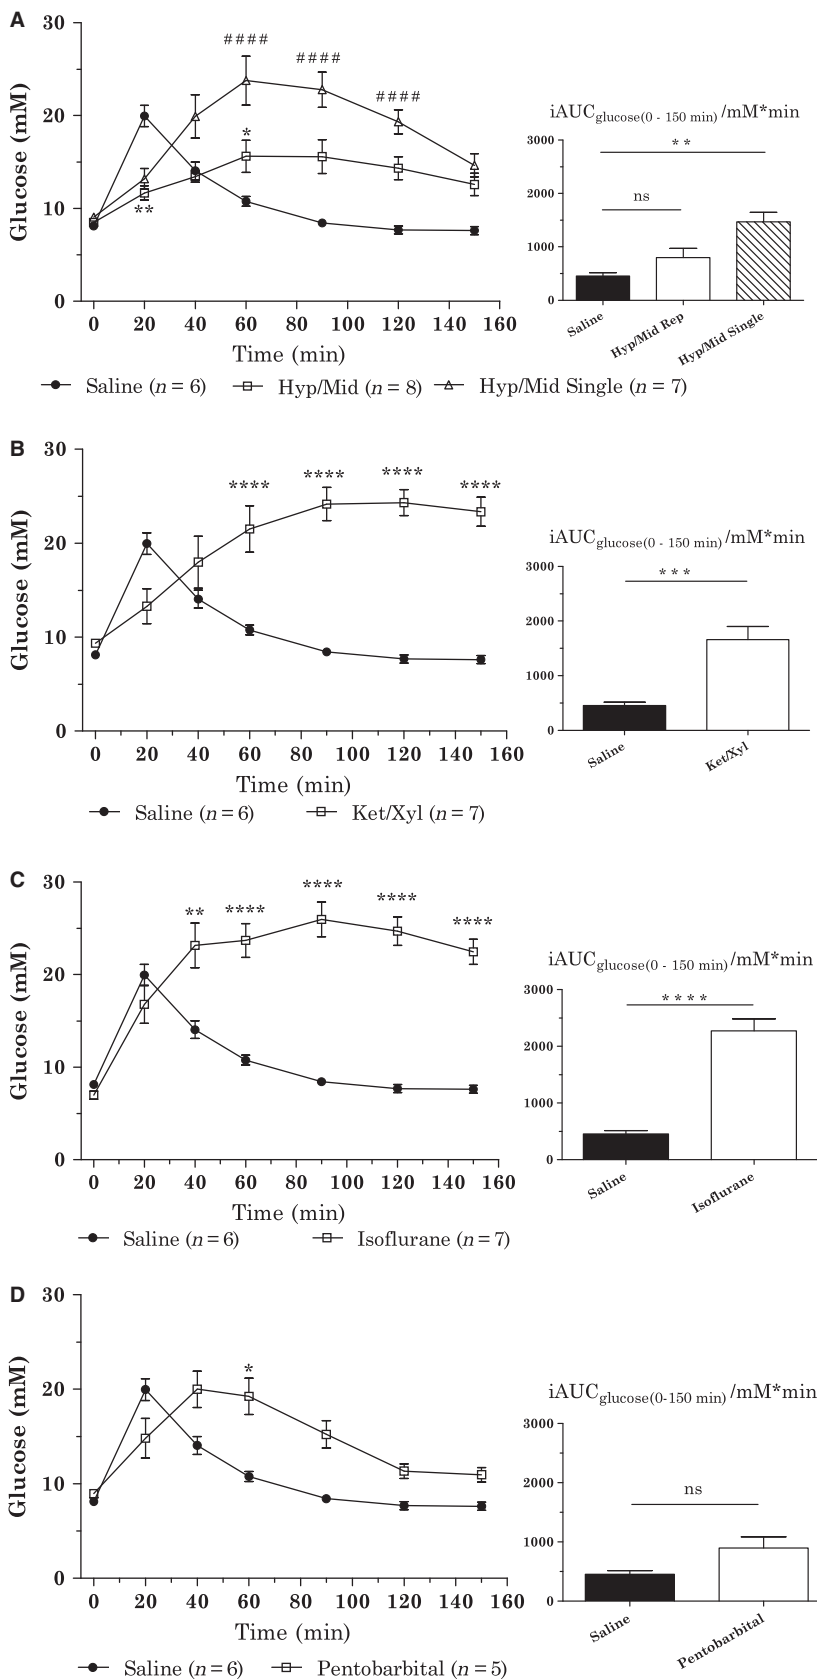 A
Glucose (mM)
30
20
10
0
####
####
####
*
**
0 20 40 60 80 100 120 140 160
Time (min)
iAUCglucose(0 - 150 min)/mM*min
3000
2000
1000
0
**
ns
Saline
Hyp/Mid Rep
Hyp/Mid Single
Saline (n = 6) Hyp/Mid (n = 8) Hyp/Mid Single (n = 7)
B
Glucose (mM)
30
20
10
0
**** **** **** ****
0 20 40 60 80 100 120 140 160
Time (min)
iAUCglucose(0 - 150 min)/mM*min
3000
2000
1000
0
***
Saline
Ket/Xyl
Saline (n = 6) Ket/Xyl (n = 7)
C
Glucose (mM)
30
20
10
0
** **** **** **** ****
0 20 40 60 80 100 120 140 160
Time (min)
iAUCglucose(0 - 150 min)/mM*min
3000
2000
1000
0
****
Saline
Isoflurane
Saline (n = 6) Isoflurane (n = 7)
D
Glucose (mM)
30
20
10
0
*
0 20 40 60 80 100 120 140 160
Time (min)
iAUCglucose(0-150 min)/mM*min
3000
2000
1000
0
ns
Saline
Pentobarbital
Saline (n = 6) Pentobarbital (n = 5)